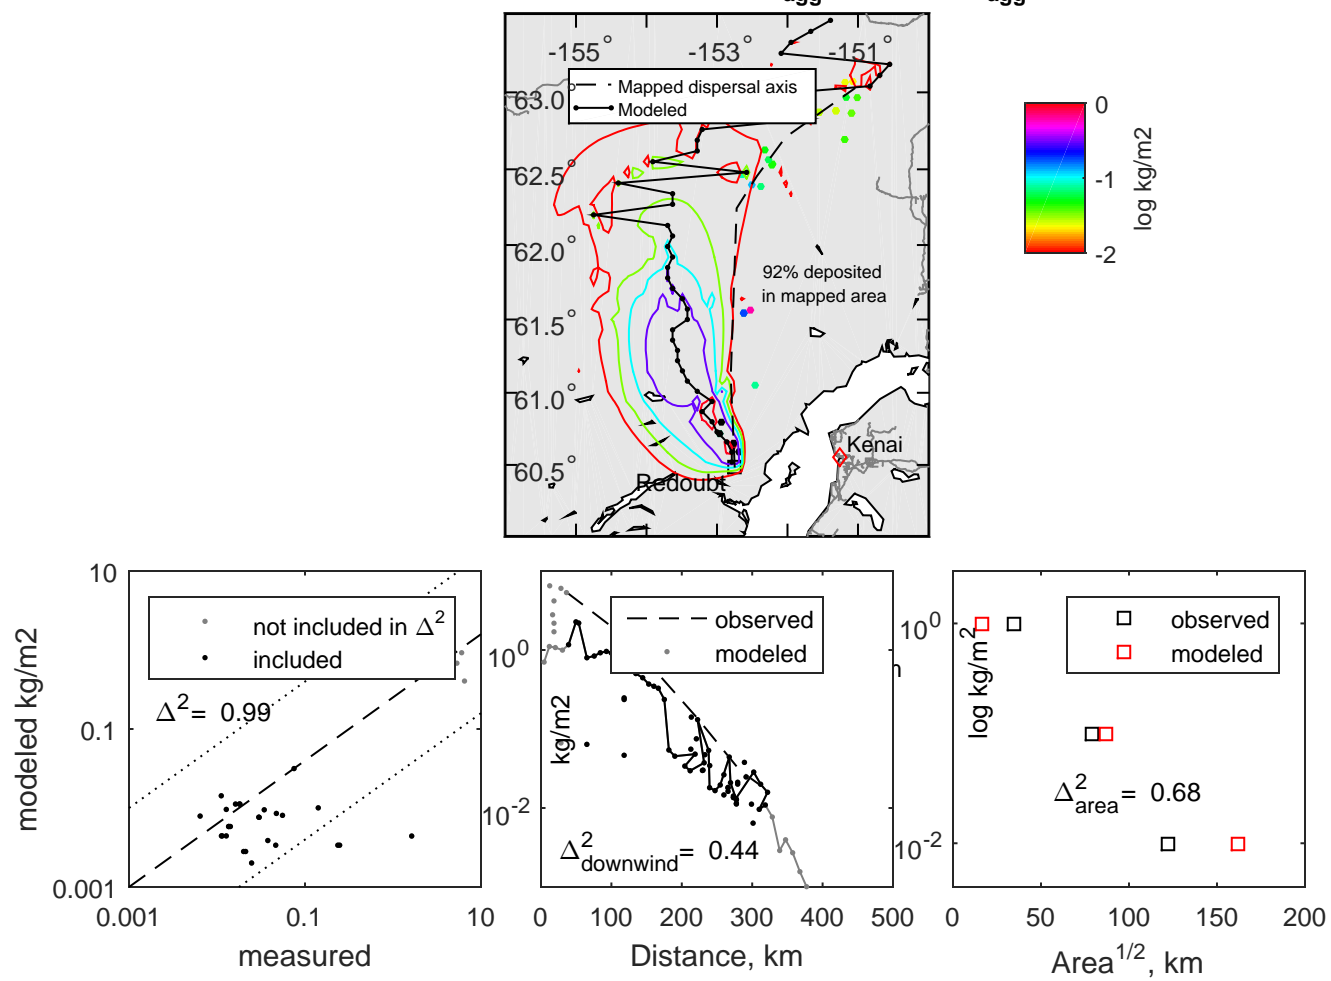 agg agg
-155° -153° -151°
Mapped dispersal axis
Modeled
63.0°
62.5°
62.0°
61.5°
61.0°
60.5°
92% deposited
in mapped area
Kenai
Redoubt
0
-1
-2
log kg/m2
10
0.1
0.001
modeled kg/m2
not included in Δ²
included
Δ²= 0.99
0.001 0.1 10
measured
10⁰
10⁻²
kg/m2
observed
modeled
Δ²downwind= 0.44
0 100 200 300 400 500
Distance, km
10⁰
10⁻²
log kg/m²
observed
modeled
Δ²area= 0.68
0 50 100 150 200
Area^1/2, km